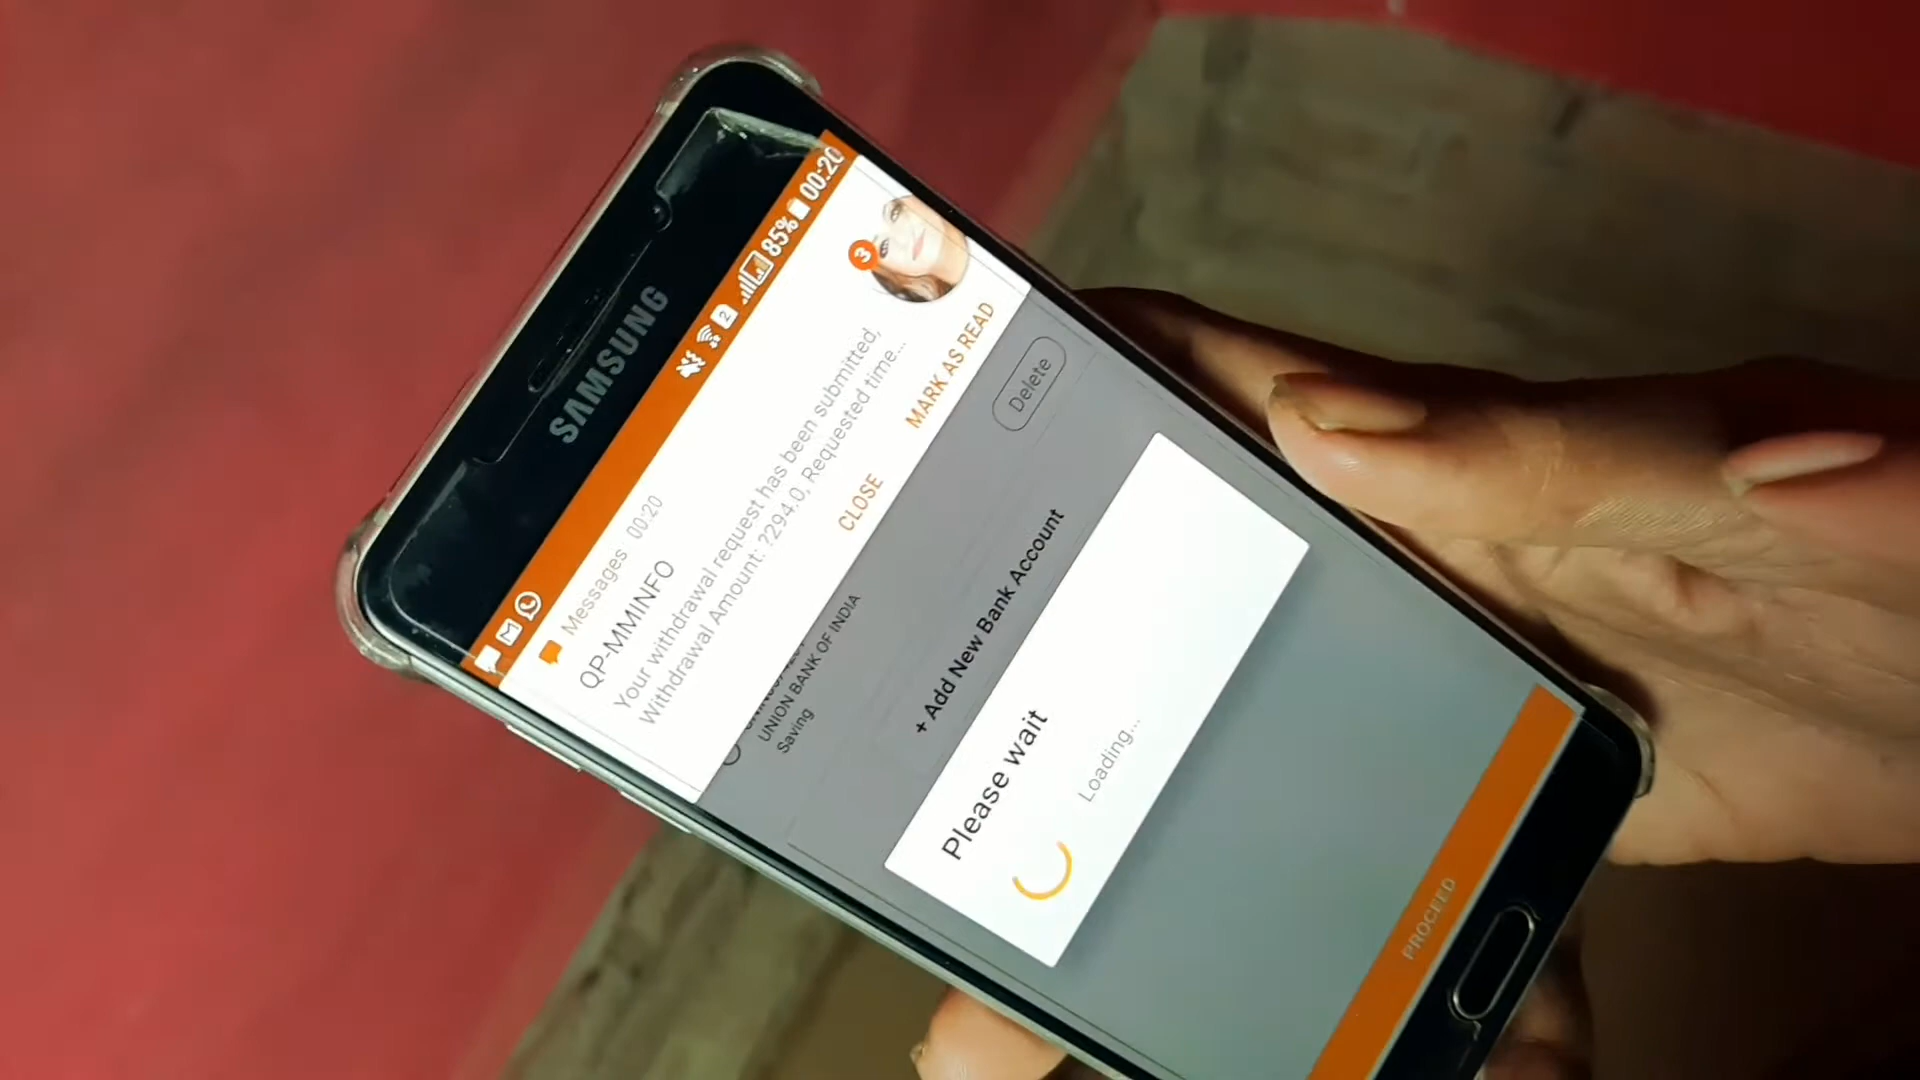 SAMSUNG
2 85% 00:20
Messages 00:20
3
QP-MMINFO
Your withdrawal request has been submitted,
Withdrawal Amount: ?294.0, Requested time...
CLOSE MARK AS READ
UNION BANK OF INDIA
Saving
Delete
+ Add New Bank Account
Please wait
Loading...
PROCEED